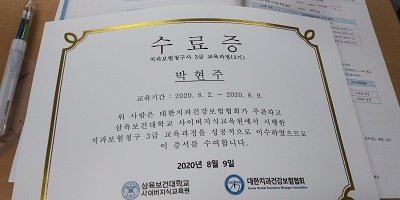 수료증
치과보험청구사 3급 교육과정(2기)
박현주
교육기간 : 2020. 8. 2. ~ 2020. 8. 9.
위 사람은 대한치과건강보험협회가 주관하고
삼육보건대학교 사이버지식교육원에서 시행한
치과보험청구 3급 교육과정을 성공적으로 이수하였으므로
이 증서를 수여합니다.
2020년 8월 9일
삼육보건대학교
사이버지식교육원
대한치과건강보험협회